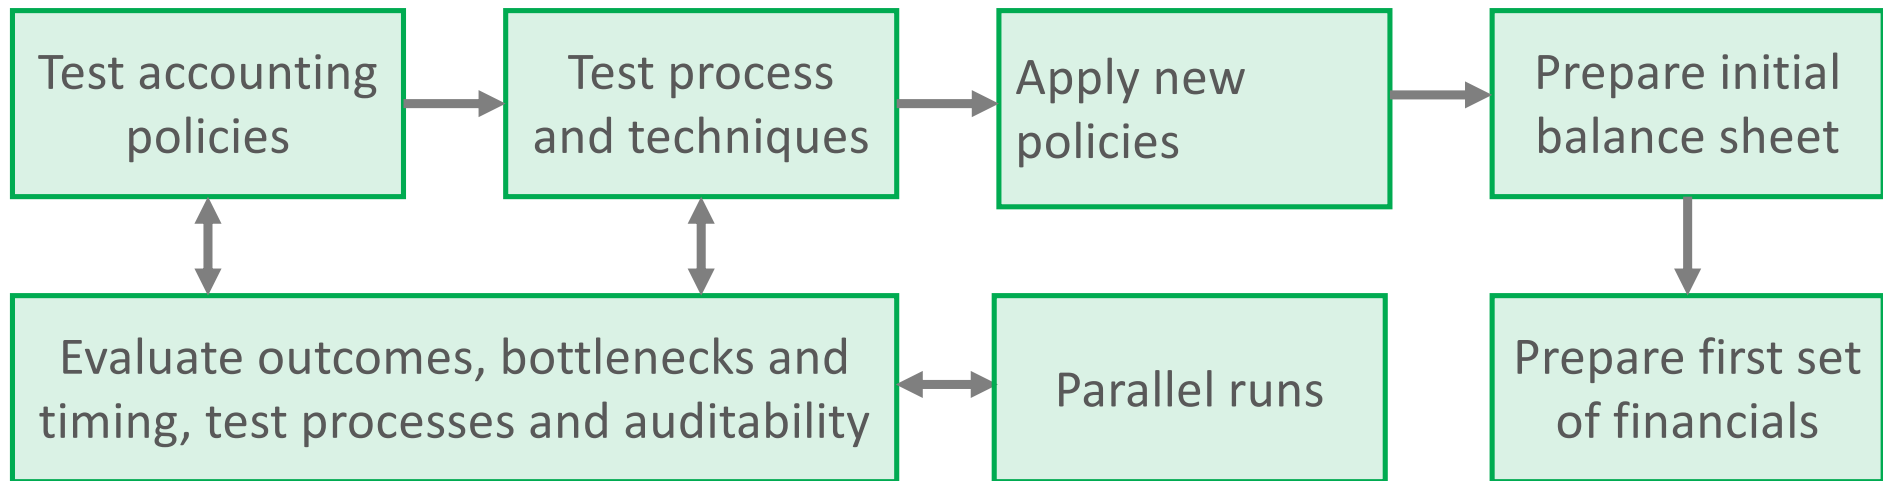 Test accounting
policies
Test process
and techniques
Apply new
policies
Prepare initial
balance sheet
Evaluate outcomes, bottlenecks and
timing, test processes and auditability
Parallel runs
Prepare first set
of financials